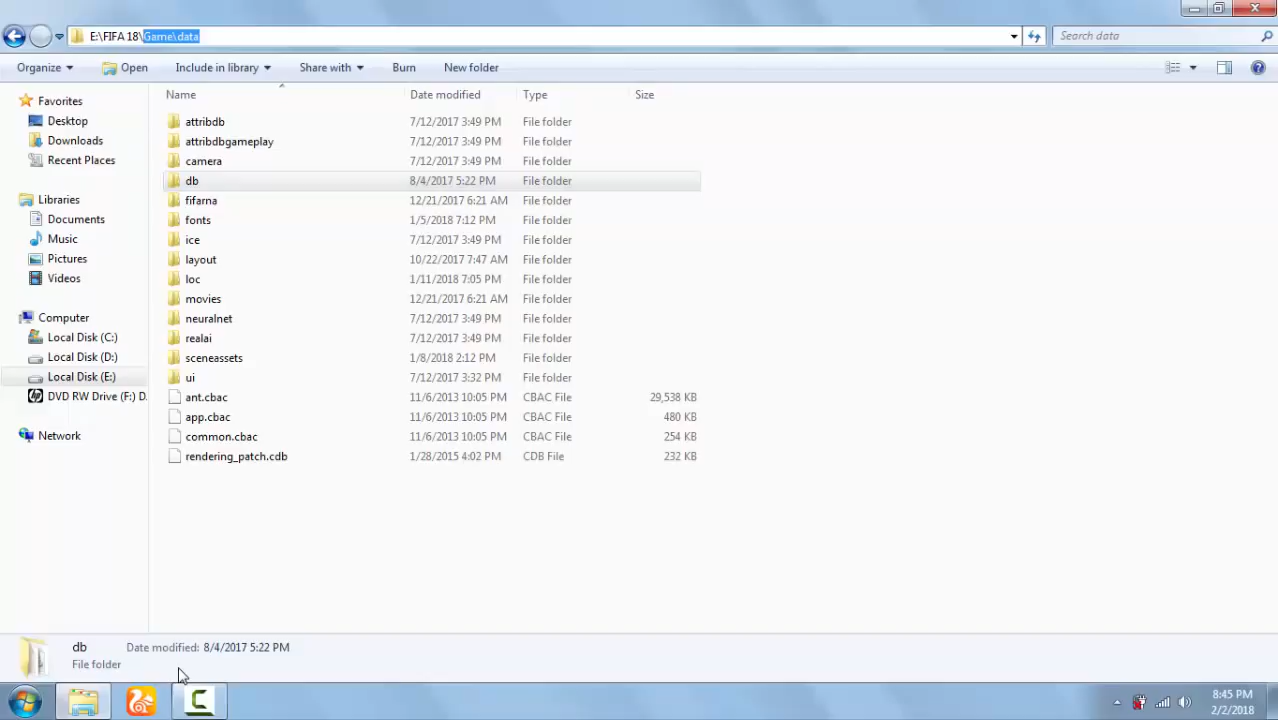 E:\FIFA 18\Game\data
Search data
Organize Open Include in library Share with Burn New folder
Name Date modified Type Size
Favorites
Desktop
Downloads
Recent Places
Libraries
Documents
Music
Pictures
Videos
Computer
Local Disk (C:)
Local Disk (D:)
Local Disk (E:)
DVD RW Drive (F:) D
Network
attribdb 7/12/2017 3:49 PM File folder
attribdbgameplay 7/12/2017 3:49 PM File folder
camera 7/12/2017 3:49 PM File folder
db 8/4/2017 5:22 PM File folder
fifarna 12/21/2017 6:21 AM File folder
fonts 1/5/2018 7:12 PM File folder
ice 7/12/2017 3:49 PM File folder
layout 10/22/2017 7:47 AM File folder
loc 1/11/2018 7:05 PM File folder
movies 12/21/2017 6:21 AM File folder
neuralnet 7/12/2017 3:49 PM File folder
realai 7/12/2017 3:49 PM File folder
sceneassets 1/8/2018 2:12 PM File folder
ui 7/12/2017 3:32 PM File folder
ant.cbac 11/6/2013 10:05 PM CBAC File 29,538 KB
app.cbac 11/6/2013 10:05 PM CBAC File 480 KB
common.cbac 11/6/2013 10:05 PM CBAC File 254 KB
rendering_patch.cdb 1/28/2015 4:02 PM CDB File 232 KB
db Date modified: 8/4/2017 5:22 PM
File folder
8:45 PM
2/2/2018